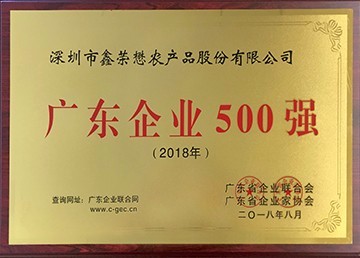 深圳市鑫荣懋农产品股份有限公司
广东企业500强
(2018年)
查询网址：广东企业联合网
www.c-gec.cn
广东省企业联合会
广东省企业家协会
二〇一八年八月